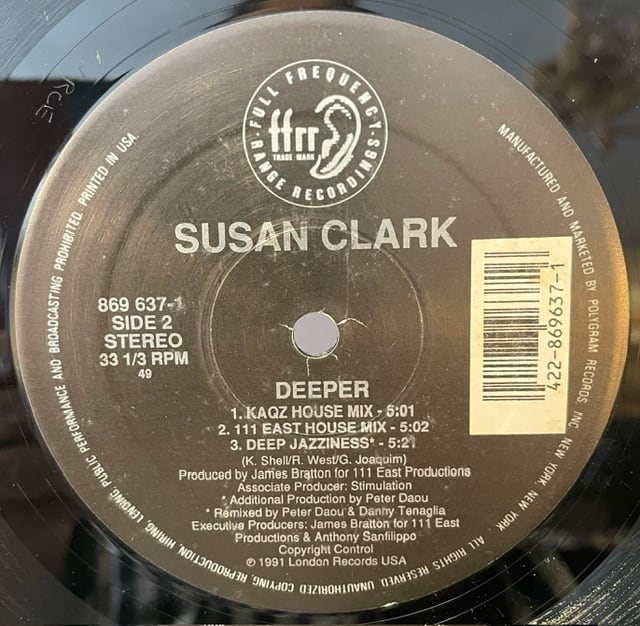 FULL FREQUENCY
ffrr
TRADE MARK
RANGE RECORDINGS
SUSAN CLARK
869 637-1
SIDE 2
STEREO
33 1/3 RPM
49
422-869637-1
DEEPER
1. KAQZ HOUSE MIX - 5:01
2. 111 EAST HOUSE MIX - 5:02
3. DEEP JAZZINESS* - 5:21
(K. Shell/R. West/G. Joaquim)
Produced by James Bratton for 111 East Productions
Associate Producer: Stimulation
* Additional Production by Peter Daou
* Remixed by Peter Daou & Danny Tenaglia
Executive Producers: James Bratton for 111 East
Productions & Anthony Sanfilippo
Copyright Control
℗ 1991 London Records USA
MANUFACTURED AND MARKETED BY POLYGRAM RECORDS INC NEW YORK, NEW YORK
ALL RIGHTS RESERVED UNAUTHORIZED COPYING, REPRODUCTION, HIRING, LENDING, PUBLIC PERFORMANCE AND BROADCASTING PROHIBITED. PRINTED IN USA.